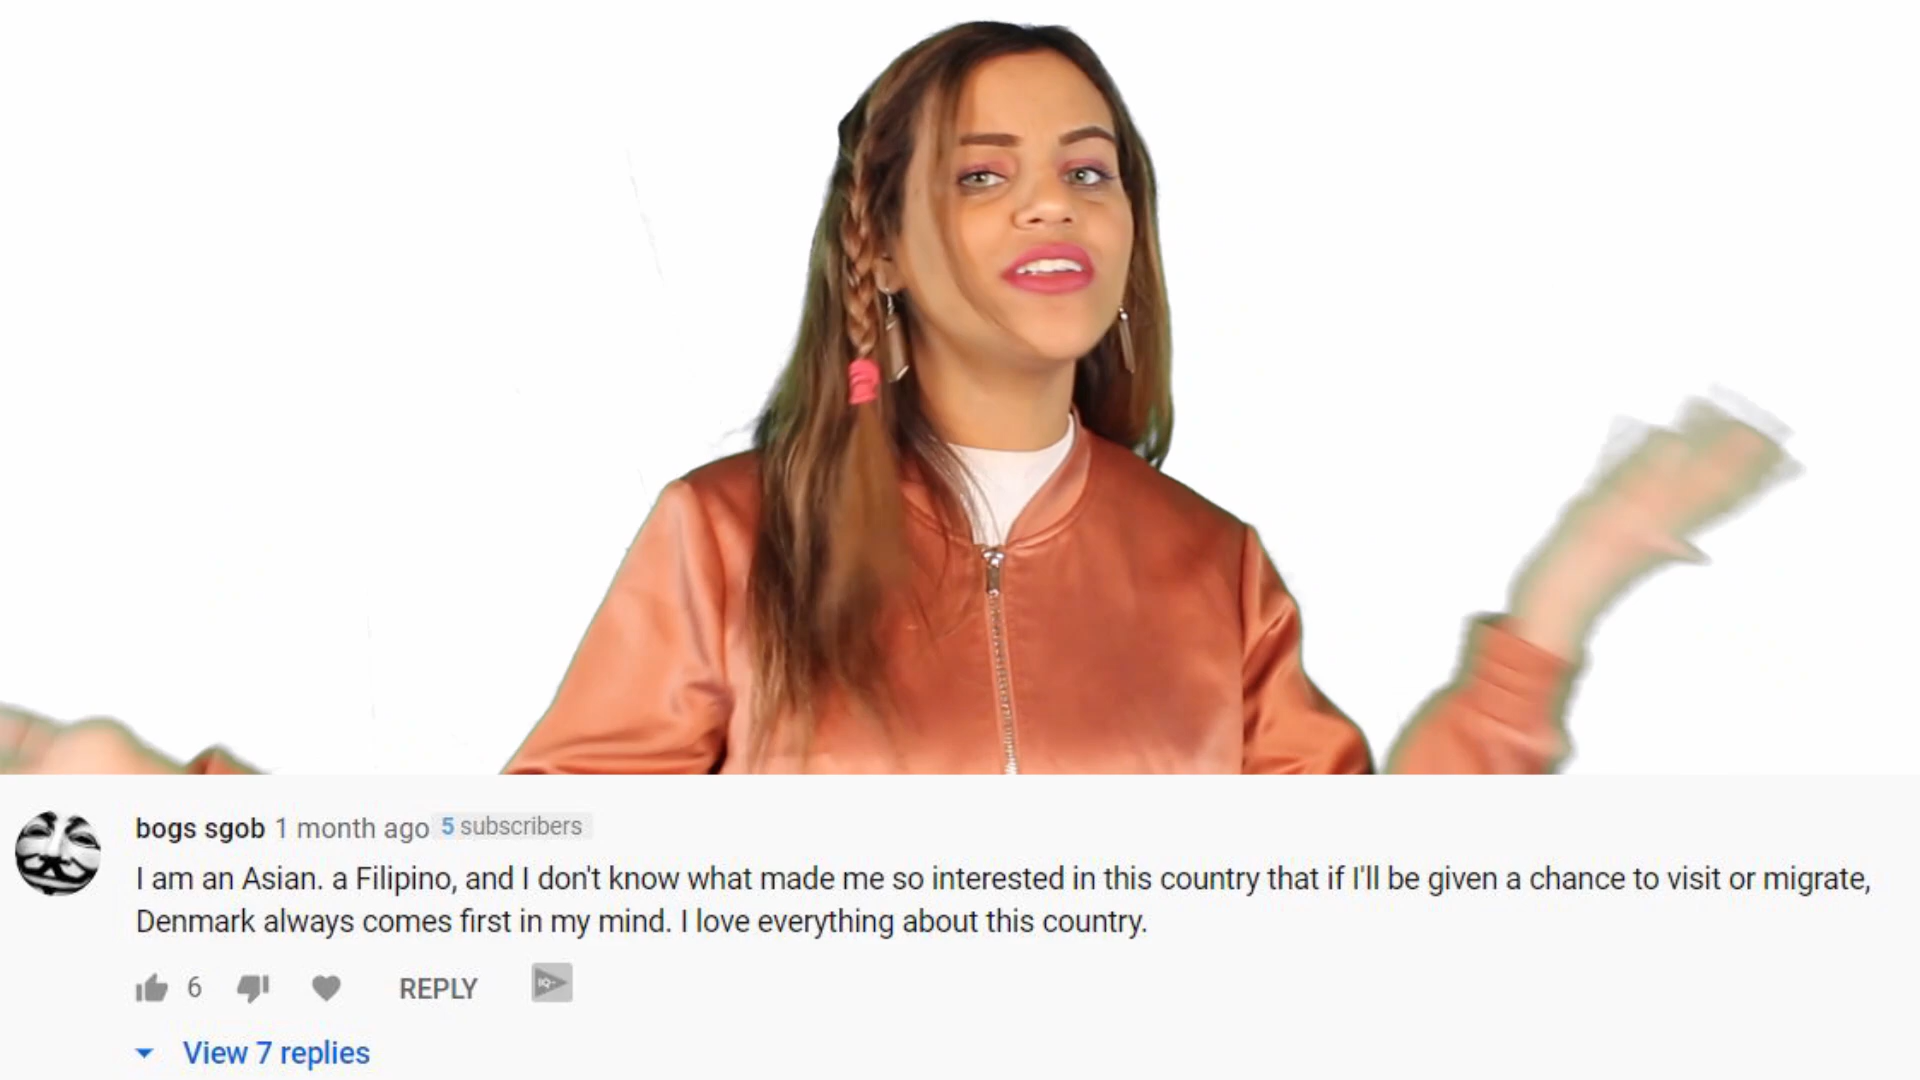 bogs sgob 1 month ago 5 subscribers
I am an Asian. a Filipino, and I don't know what made me so interested in this country that if I'll be given a chance to visit or migrate,
Denmark always comes first in my mind. I love everything about this country.
6 REPLY IQ
View 7 replies